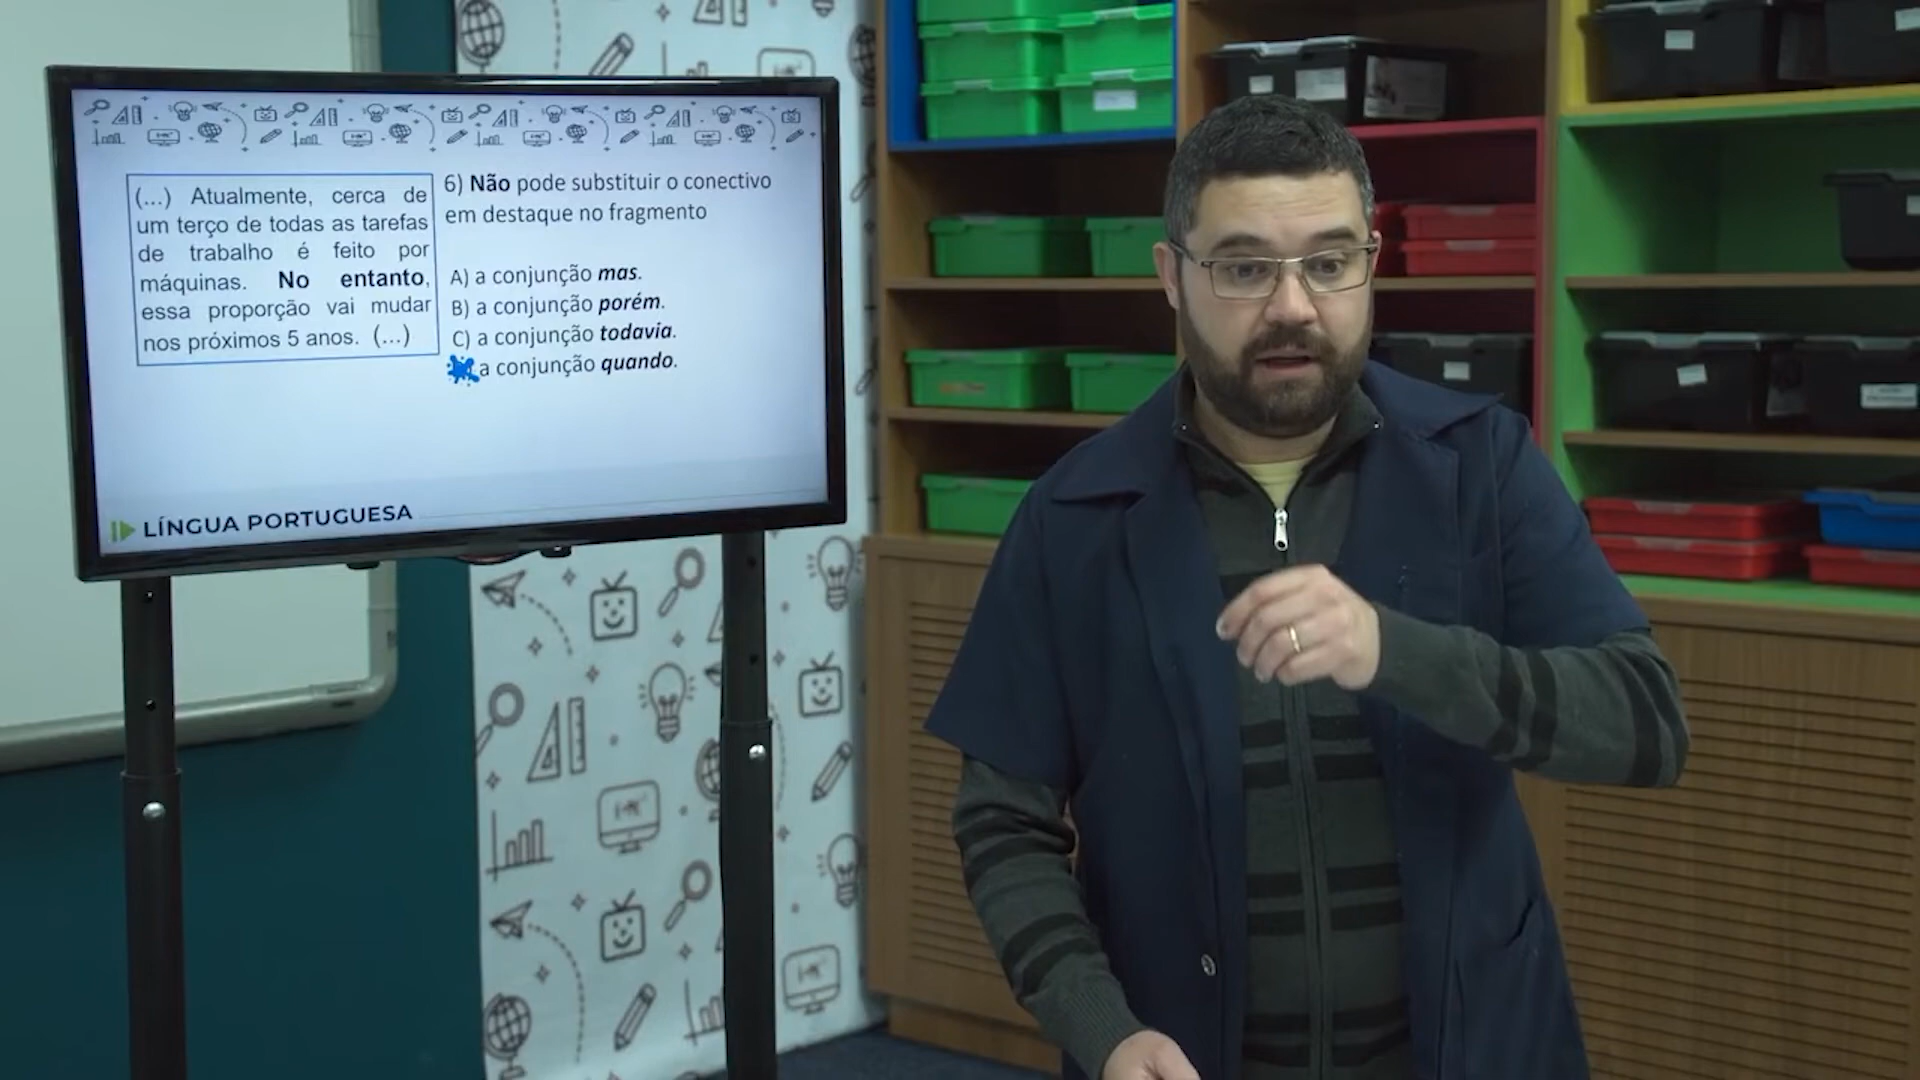 (...) Atualmente, cerca de
um terço de todas as tarefas
de trabalho é feito por
máquinas. No entanto,
essa proporção vai mudar
nos próximos 5 anos. (...)
6) Não pode substituir o conectivo
em destaque no fragmento
A) a conjunção mas.
B) a conjunção porém.
C) a conjunção todavia.
a conjunção quando.
LÍNGUA PORTUGUESA